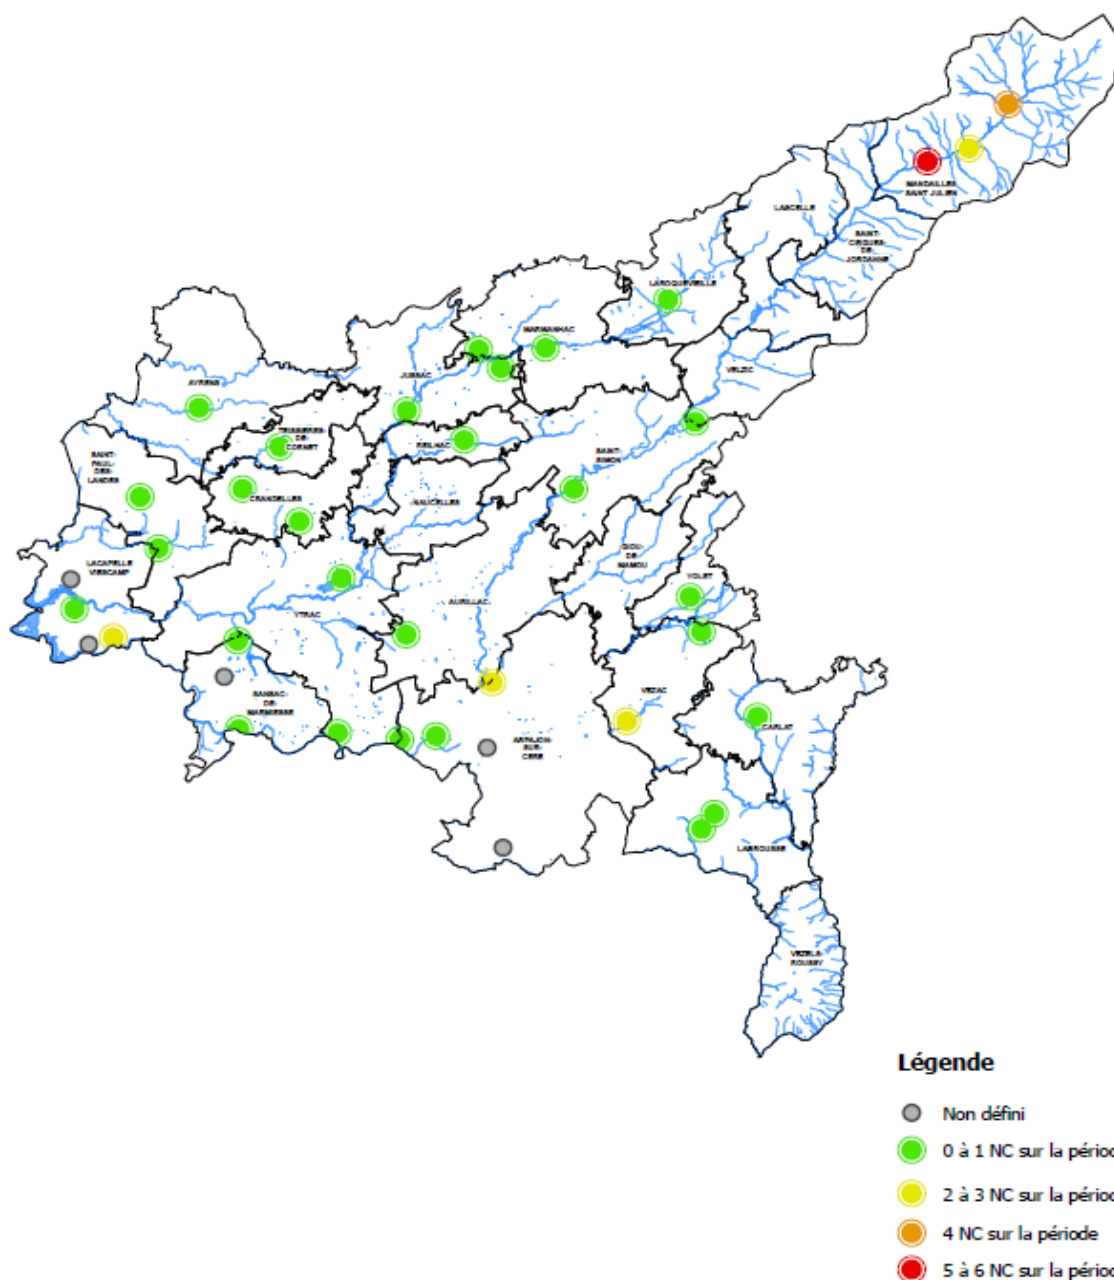 MANDAILLES
SAINT JULIEN
LASCELLE
SAINT-
CIRGUES-
DE-
JORDANNE
LAROQUEVIEILLE
MARMANHAC
VELZIC
JUSSAC
AYRENS
TEISSIERES-
DE-
CORNET
REILHAC
SAINT-
SIMON
SAINT-
PAUL-
DES-
LANDES
CRANDELLES
NAUCELLES
GIOU-
DE-
MAMOU
LACAPELLE
VIESCAMP
YOLET
AURILLAC
YTRAC
SANSAC-
DE-
MARMIESSE
VEZAC
CARLAT
ARPAJON-
SUR-
CERE
LABROUSSE
VEZELS-
ROUSSY
Légende
Non défini
0 à 1 NC sur la périod
2 à 3 NC sur la périod
4 NC sur la période
5 à 6 NC sur la périod